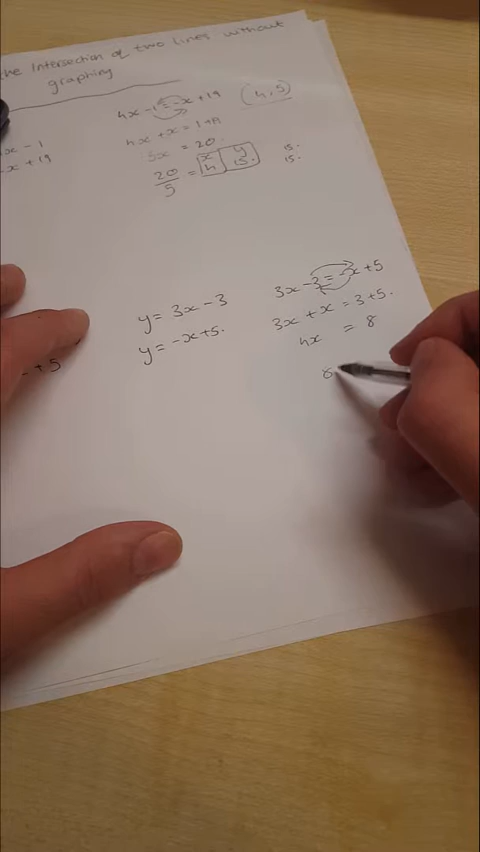 the Intersection of two lines without
graphing
4x - 1 = -x + 19 (4,5)
x - 1
4x + x = 1+19
-x + 19
5x = 20
20/5 = x y
4 15.
15.
15.
y = 3x - 3
y = -x + 5.
3x - 3 = -x + 5
3x + x = 3 + 5.
4x = 8
+ 5
8